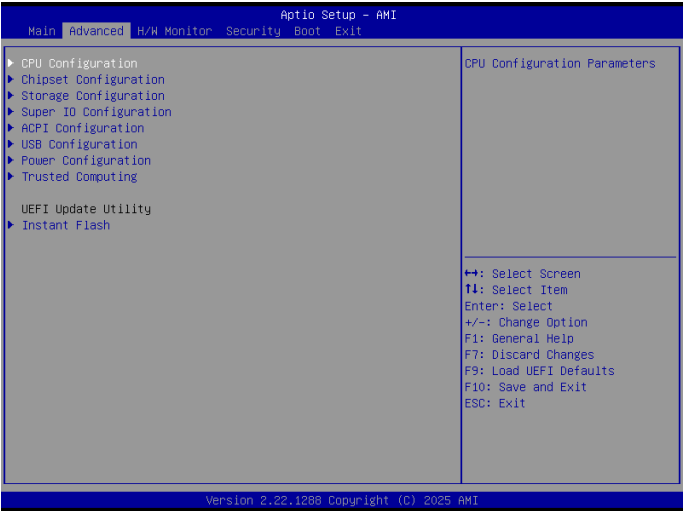 Aptio Setup - AMI
Main Advanced H/W Monitor Security Boot Exit
CPU Configuration
Chipset Configuration
Storage Configuration
Super IO Configuration
ACPI Configuration
USB Configuration
Power Configuration
Trusted Computing
UEFI Update Utility
Instant Flash
CPU Configuration Parameters
↔: Select Screen
↑↓: Select Item
Enter: Select
+/-: Change Option
F1: General Help
F7: Discard Changes
F9: Load UEFI Defaults
F10: Save and Exit
ESC: Exit
Version 2.22.1288 Copyright (C) 2025 AMI